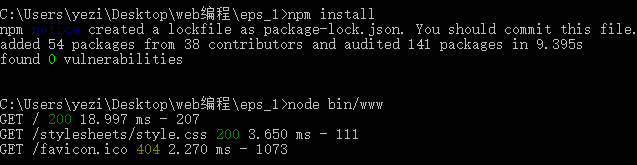 C:\Users\yezi\Desktop\web编程\eps_1>npm install
npm notice created a lockfile as package-lock.json. You should commit this file.
added 54 packages from 38 contributors and audited 141 packages in 9.395s
found 0 vulnerabilities
C:\Users\yezi\Desktop\web编程\eps_1>node bin/www
GET / 200 18.997 ms - 207
GET /stylesheets/style.css 200 3.650 ms - 111
GET /favicon.ico 404 2.270 ms - 1073